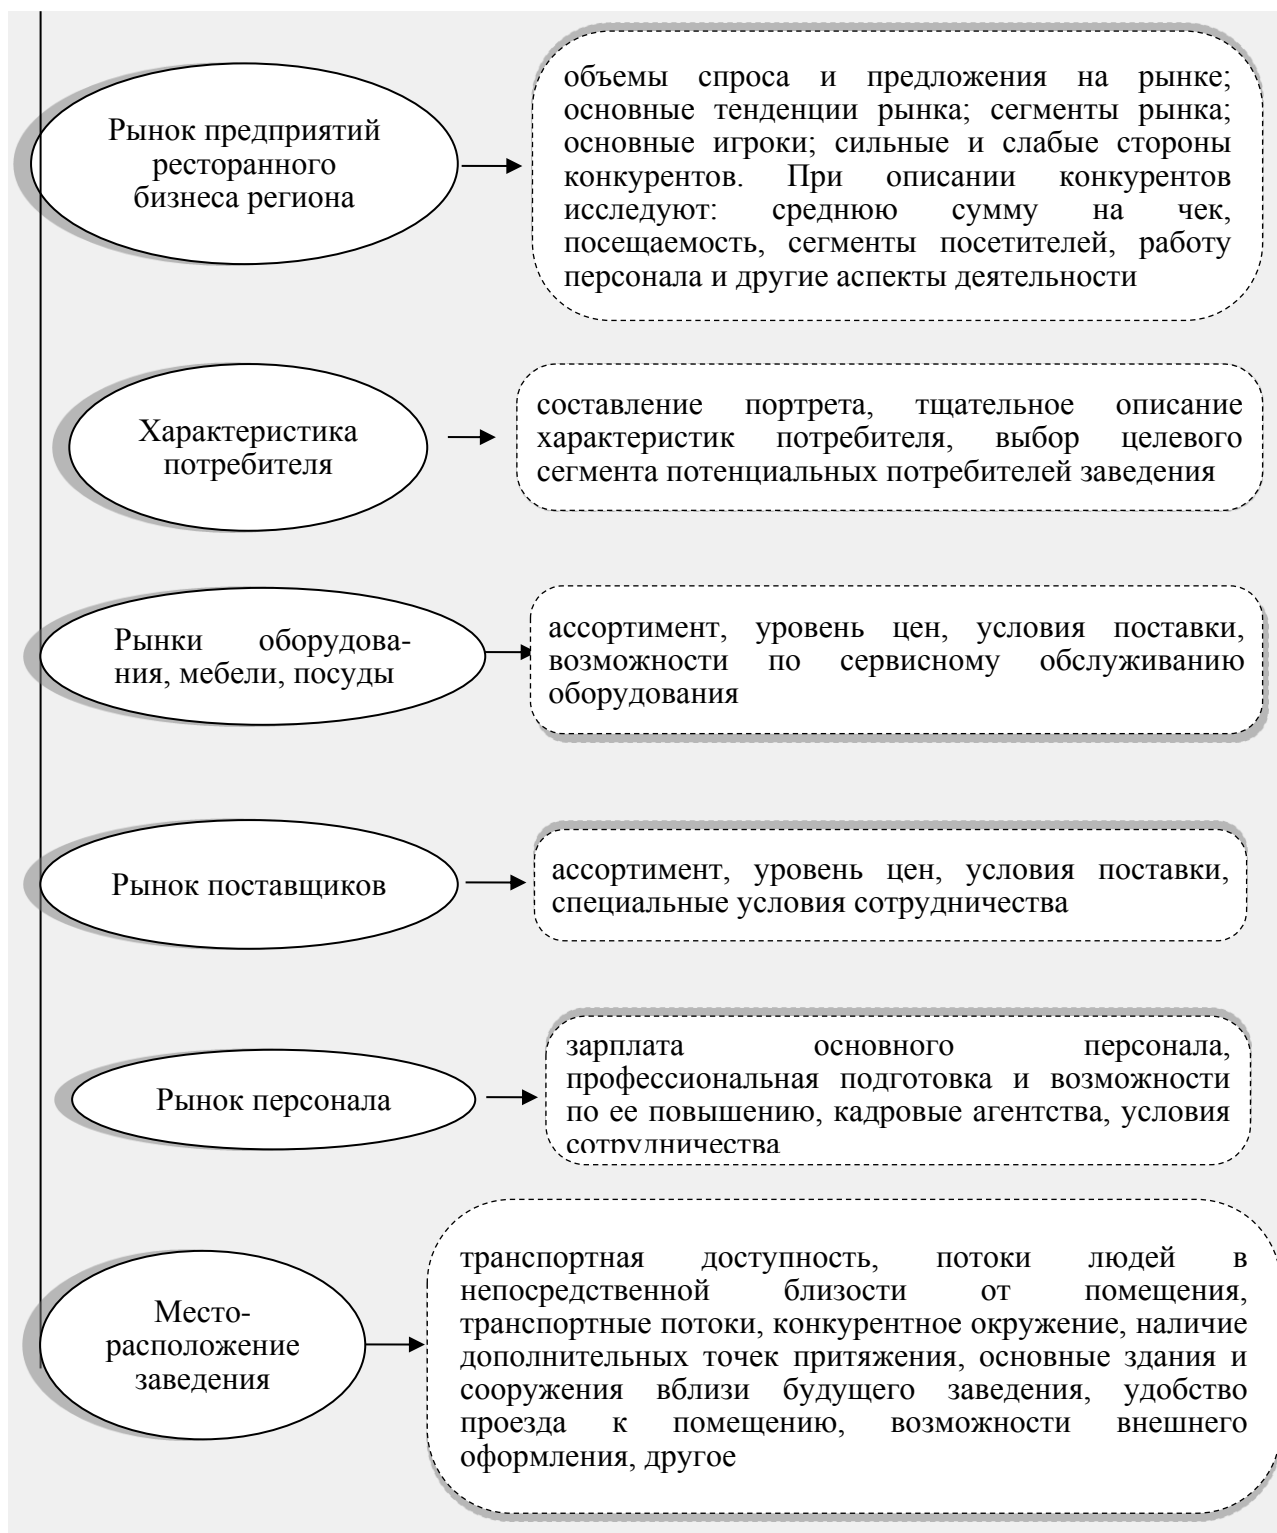 Рынок предприятий
ресторанного
бизнеса региона
объемы спроса и предложения на рынке;
основные тенденции рынка; сегменты рынка;
основные игроки; сильные и слабые стороны
конкурентов. При описании конкурентов
исследуют: среднюю сумму на чек,
посещаемость, сегменты посетителей, работу
персонала и другие аспекты деятельности
Характеристика
потребителя
составление портрета, тщательное описание
характеристик потребителя, выбор целевого
сегмента потенциальных потребителей заведения
Рынки оборудова-
ния, мебели, посуды
ассортимент, уровень цен, условия поставки,
возможности по сервисному обслуживанию
оборудования
Рынок поставщиков
ассортимент, уровень цен, условия поставки,
специальные условия сотрудничества
Рынок персонала
зарплата основного персонала,
профессиональная подготовка и возможности
по ее повышению, кадровые агентства, условия
сотрудничества
Место-
расположение
заведения
транспортная доступность, потоки людей в
непосредственной близости от помещения,
транспортные потоки, конкурентное окружение, наличие
дополнительных точек притяжения, основные здания и
сооружения вблизи будущего заведения, удобство
проезда к помещению, возможности внешнего
оформления, другое